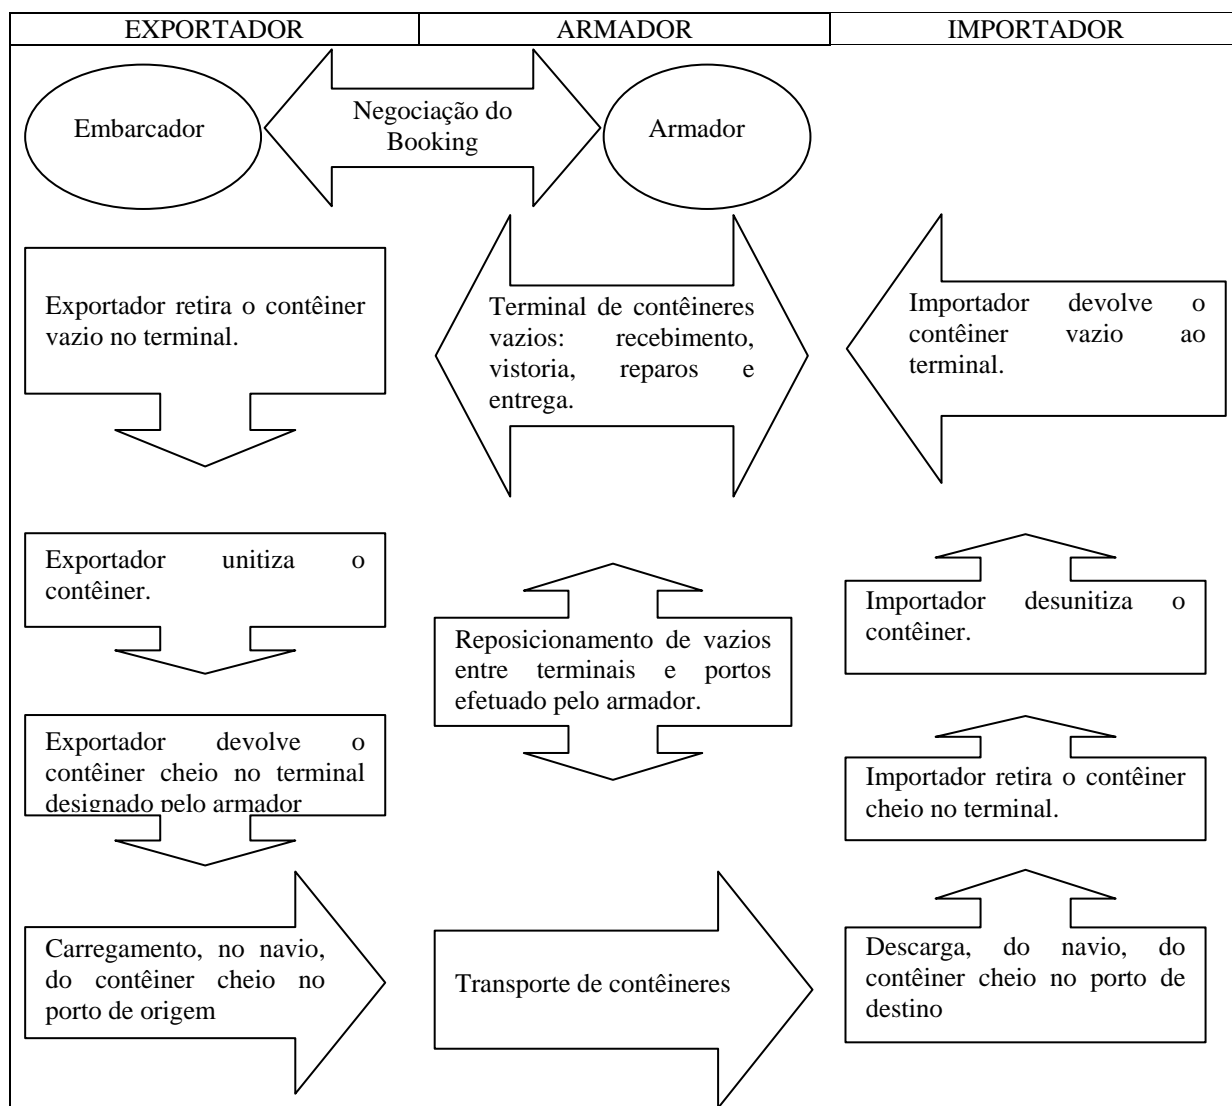 EXPORTADOR
ARMADOR
IMPORTADOR
Embarcador
Negociação do
Booking
Armador
Exportador retira o contêiner
vazio no terminal.
Terminal de contêineres
vazios: recebimento,
vistoria, reparos e
entrega.
Importador devolve o
contêiner vazio ao
terminal.
Exportador unitiza o
contêiner.
Reposicionamento de vazios
entre terminais e portos
efetuado pelo armador.
Importador desunitiza o
contêiner.
Exportador devolve o
contêiner cheio no terminal
designado pelo armador
Importador retira o contêiner
cheio no terminal.
Carregamento, no navio,
do contêiner cheio no
porto de origem
Transporte de contêineres
Descarga, do navio, do
contêiner cheio no porto de
destino